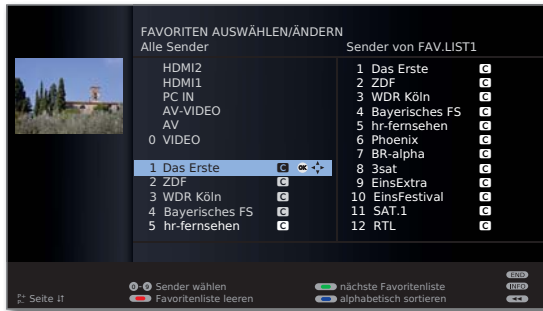 FAVORITEN AUSWÄHLEN/ÄNDERN
Alle Sender
HDMI2
HDMI1
PC IN
AV-VIDEO
AV
0 VIDEO
1 Das Erste C OK
2 ZDF C
3 WDR Köln C
4 Bayerisches FS C
5 hr-fernsehen C
Sender von FAV.LIST1
1 Das Erste C
2 ZDF C
3 WDR Köln C
4 Bayerisches FS C
5 hr-fernsehen C
6 Phoenix C
7 BR-alpha C
8 3sat C
9 EinsExtra C
10 EinsFestival C
11 SAT.1 C
12 RTL C
P+
P- Seite
0-9 Sender wählen
Favoritenliste leeren
nächste Favoritenliste
alphabetisch sortieren
END
INFO